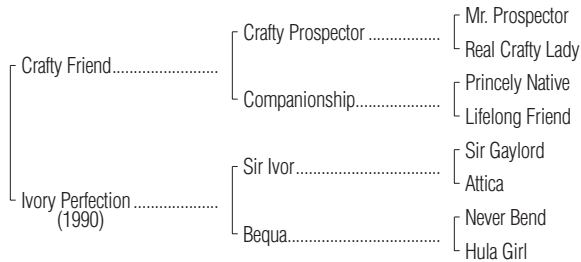 Mr. Prospector
Crafty Prospector ................
Real Crafty Lady
Crafty Friend.......................
Princely Native
Companionship...................
Lifelong Friend
Sir Gaylord
Sir Ivor................................
Attica
Ivory Perfection ..................
(1990)
Never Bend
Bequa..................................
Hula Girl